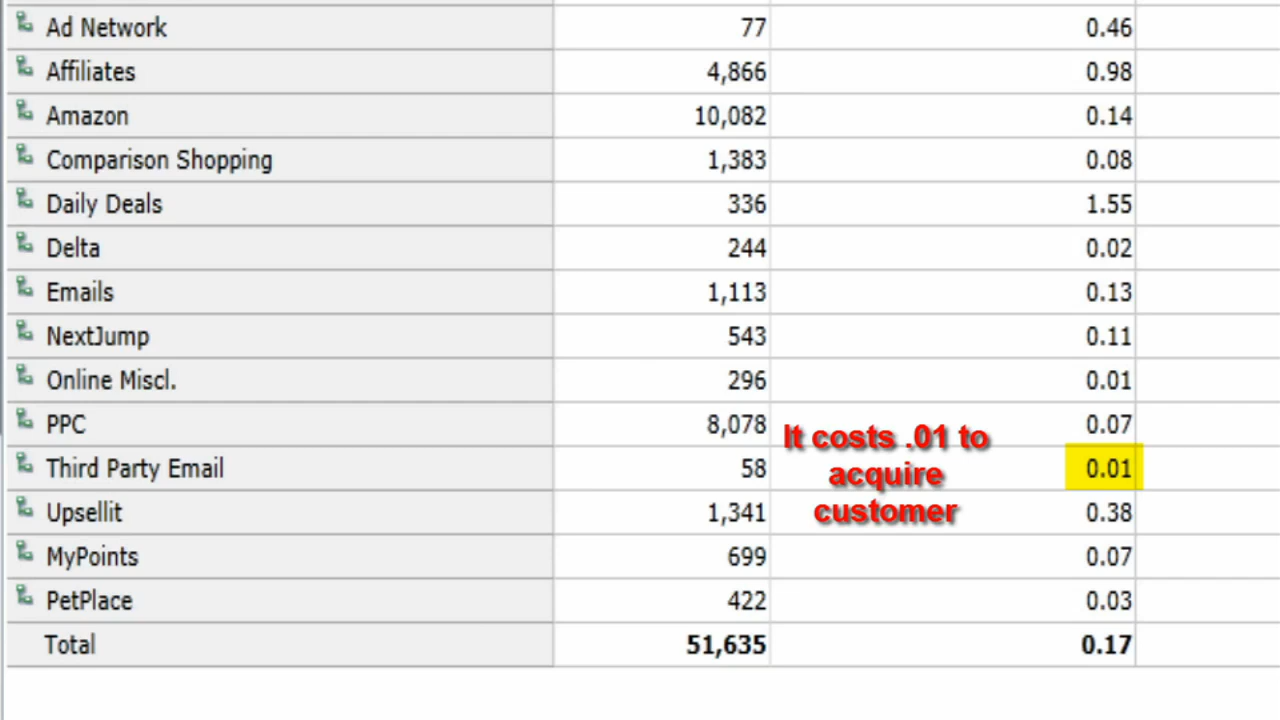 Ad Network 77 0.46
Affiliates 4,866 0.98
Amazon 10,082 0.14
Comparison Shopping 1,383 0.08
Daily Deals 336 1.55
Delta 244 0.02
Emails 1,113 0.13
NextJump 543 0.11
Online Miscl. 296 0.01
PPC 8,078 0.07
It costs .01 to
acquire
customer
Third Party Email 58 0.01
Upsellit 1,341 0.38
MyPoints 699 0.07
PetPlace 422 0.03
Total 51,635 0.17